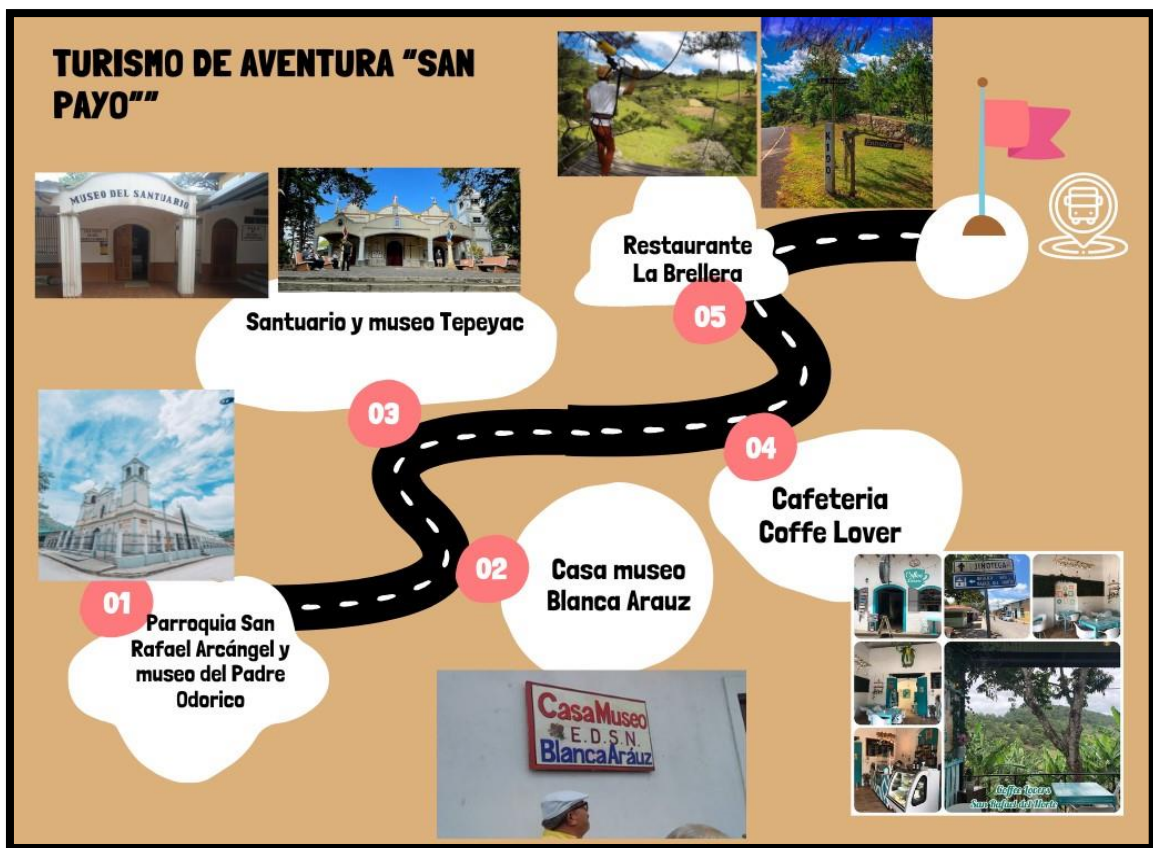 TURISMO DE AVENTURA "SAN
PAYO""
MUSEO DEL SANTUARIO
Santuario y museo Tepeyac
03
01
Parroquia San
Rafael Arcángel y
museo del Padre
Odorico
02
Casa museo
Blanca Arauz
CasaMuseo
E.D.S.N.
BlancaAráuz
Restaurante
La Brellera
05
04
Cafeteria
Coffe Lover
Coffee
JINOTEGA
Coffee Lovers
San Rafael del Norte